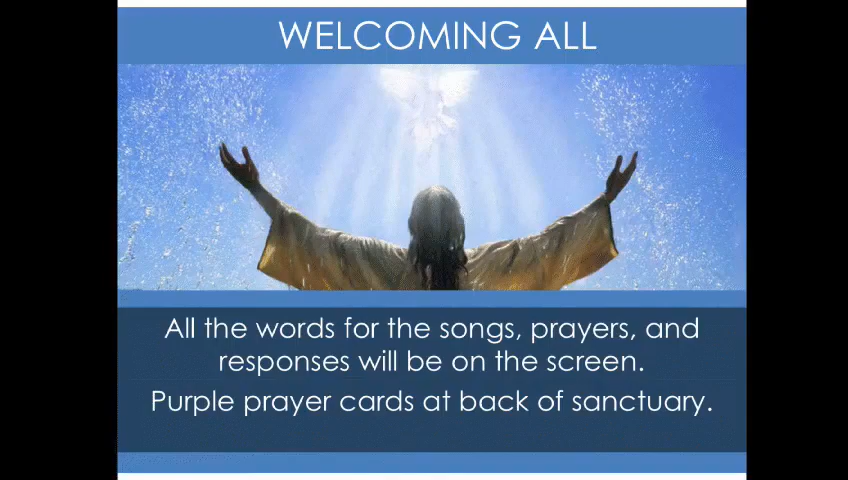 WELCOMING ALL
All the words for the songs, prayers, and
responses will be on the screen.
Purple prayer cards at back of sanctuary.